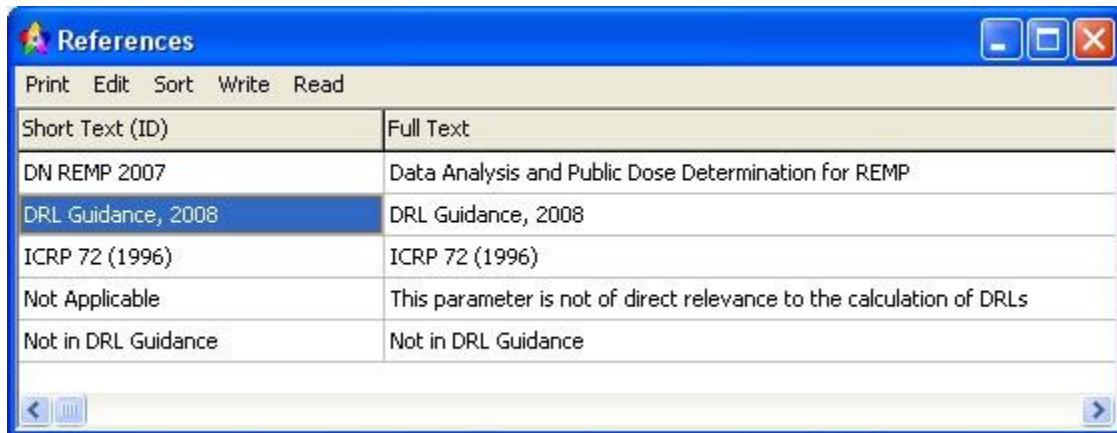 References
Print Edit Sort Write Read
Short Text (ID) Full Text
DN REMP 2007 Data Analysis and Public Dose Determination for REMP
DRL Guidance, 2008 DRL Guidance, 2008
ICRP 72 (1996) ICRP 72 (1996)
Not Applicable This parameter is not of direct relevance to the calculation of DRLs
Not in DRL Guidance Not in DRL Guidance